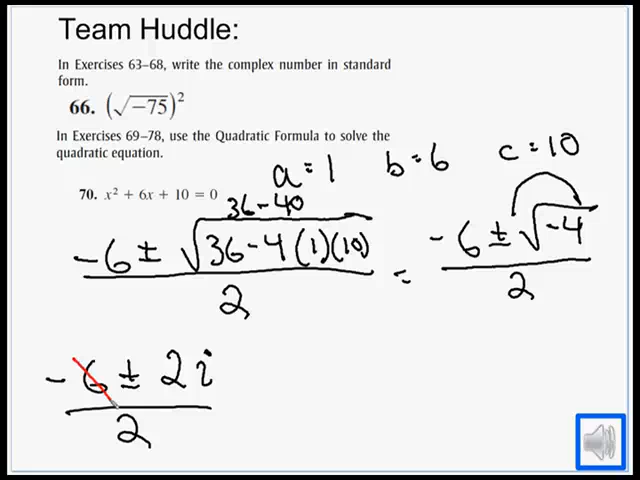 Team Huddle:
In Exercises 63-68, write the complex number in standard
form.
66. (√-75)²
In Exercises 69-78, use the Quadratic Formula to solve the
quadratic equation.
a=1 b=6 c=10
70. x² + 6x + 10 = 0
36-40
-6 ± √36-4(1)(10) / 2 = -6 ± √-4 / 2
-6 ± 2i / 2